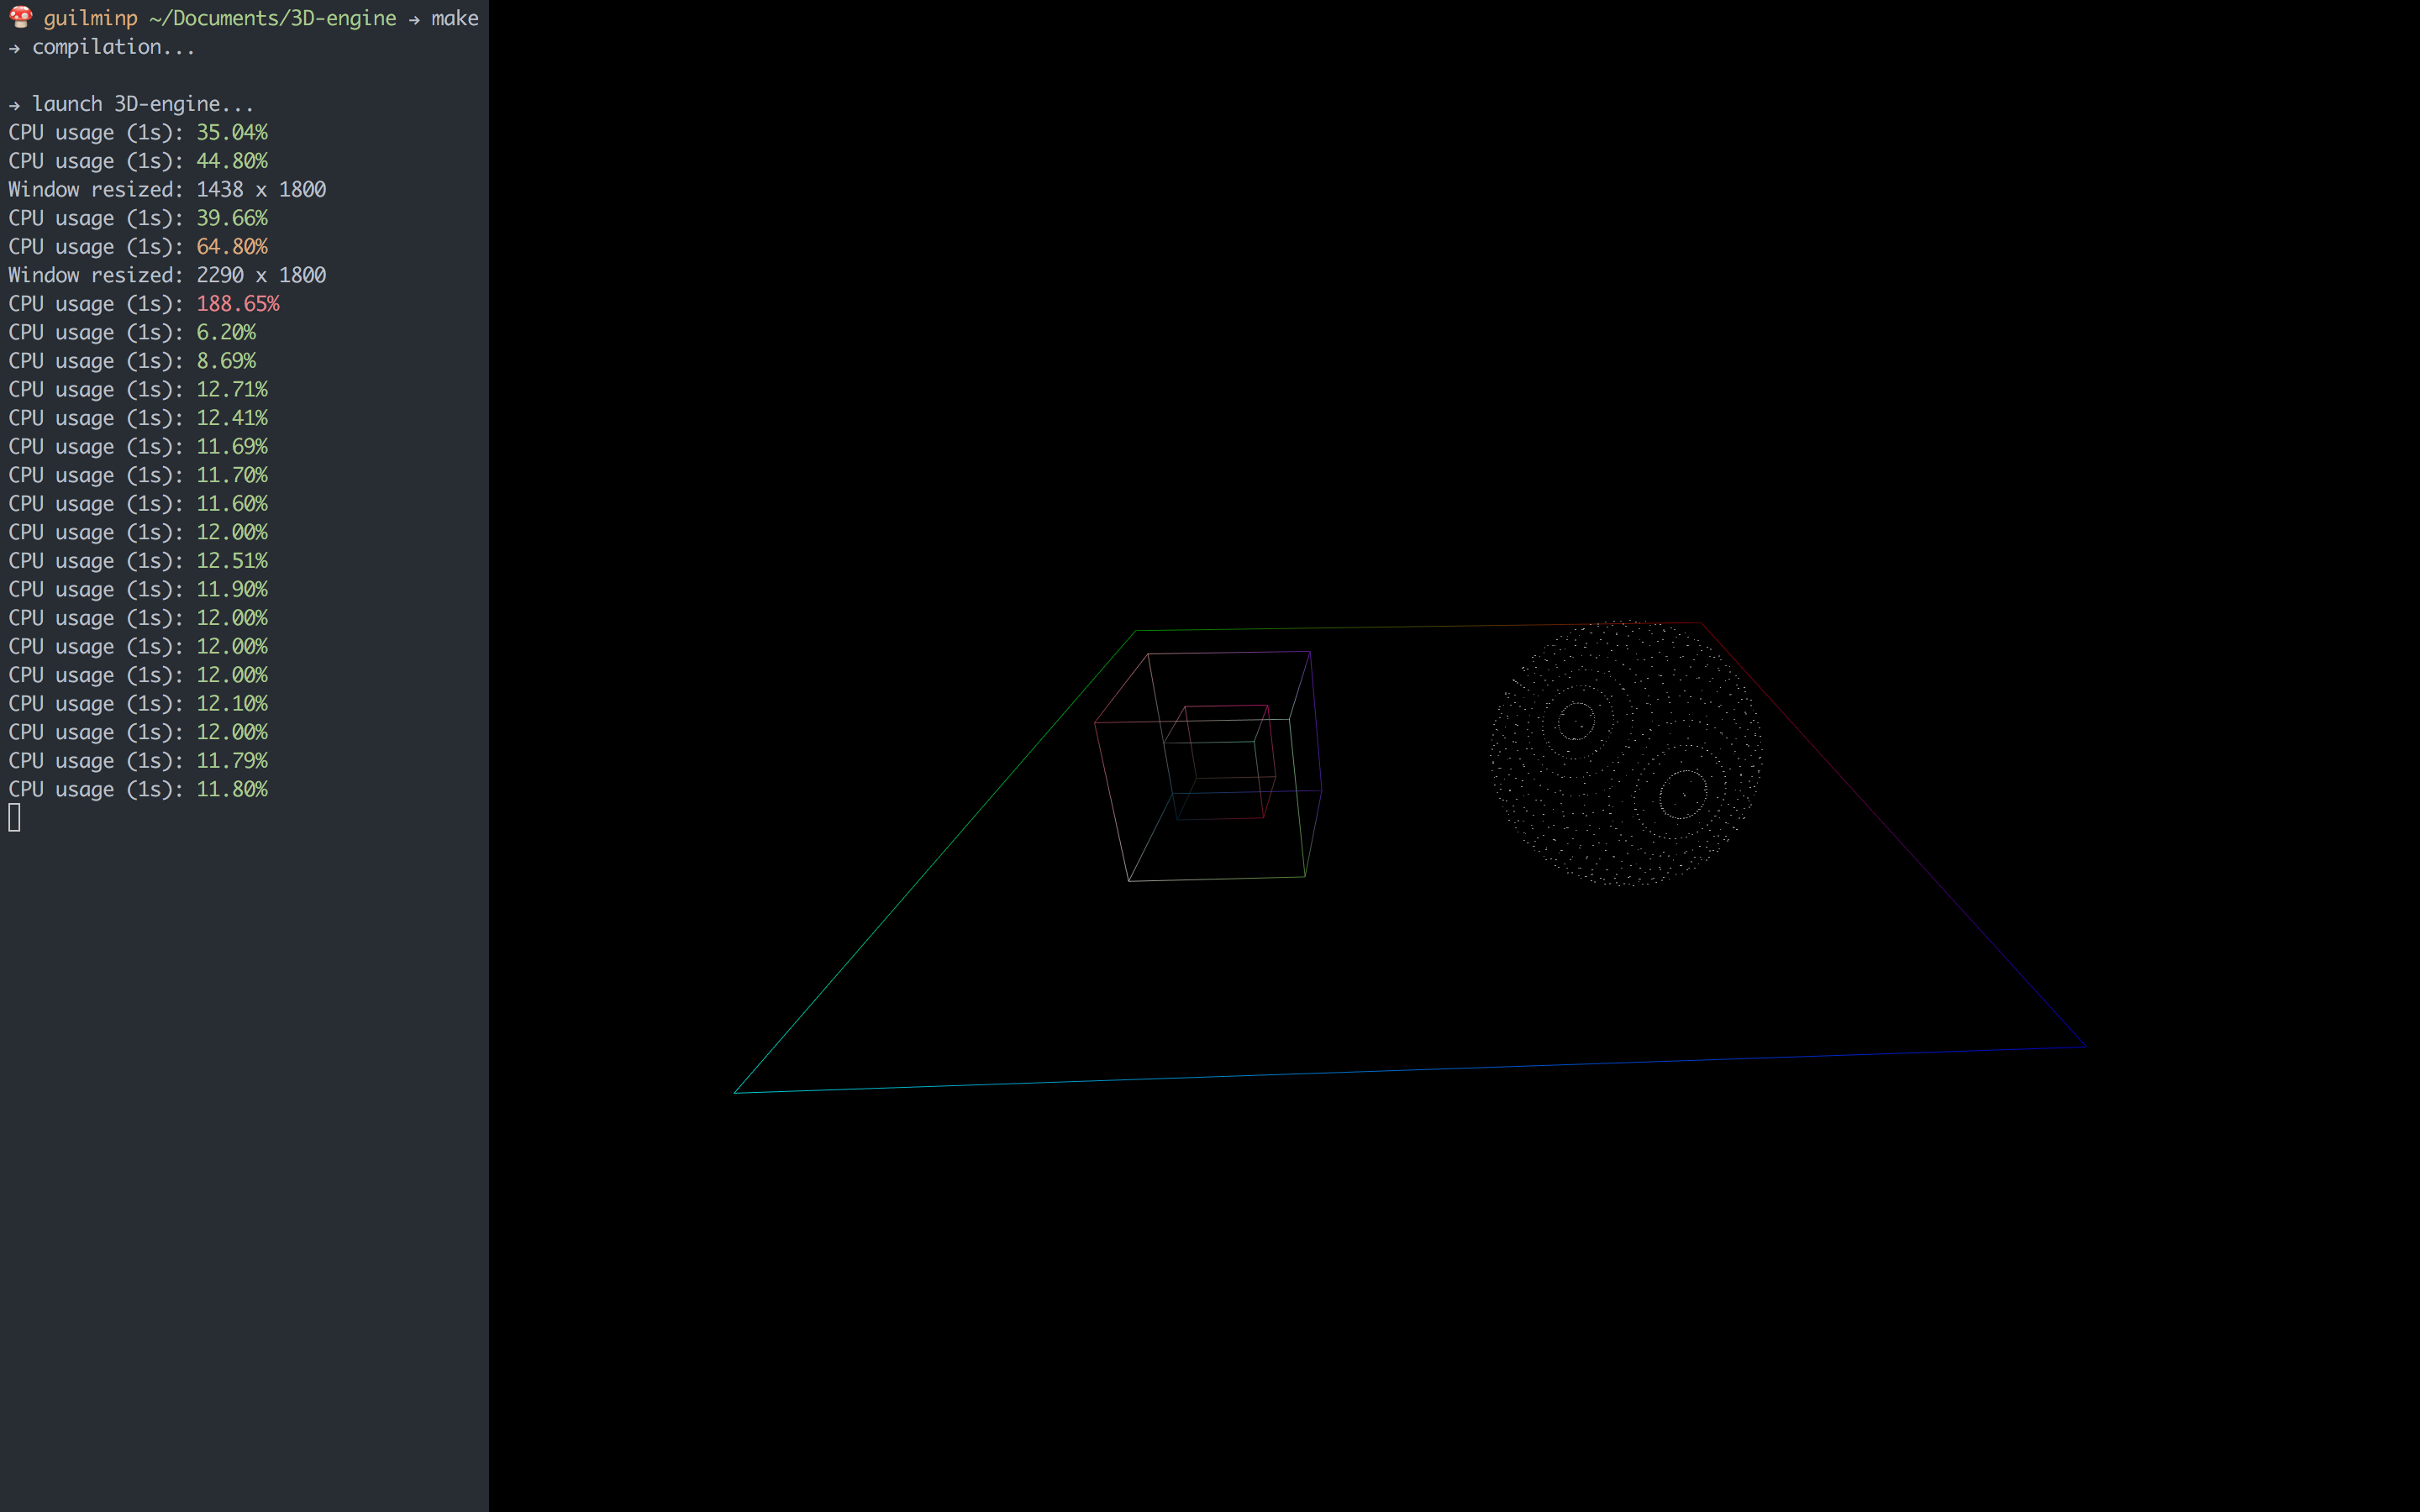 🍄 guilminp ~/Documents/3D-engine → make
→ compilation...
→ launch 3D-engine...
CPU usage (1s): 35.04%
CPU usage (1s): 44.80%
Window resized: 1438 x 1800
CPU usage (1s): 39.66%
CPU usage (1s): 64.80%
Window resized: 2290 x 1800
CPU usage (1s): 188.65%
CPU usage (1s): 6.20%
CPU usage (1s): 8.69%
CPU usage (1s): 12.71%
CPU usage (1s): 12.41%
CPU usage (1s): 11.69%
CPU usage (1s): 11.70%
CPU usage (1s): 11.60%
CPU usage (1s): 12.00%
CPU usage (1s): 12.51%
CPU usage (1s): 11.90%
CPU usage (1s): 12.00%
CPU usage (1s): 12.00%
CPU usage (1s): 12.00%
CPU usage (1s): 12.10%
CPU usage (1s): 12.00%
CPU usage (1s): 11.79%
CPU usage (1s): 11.80%